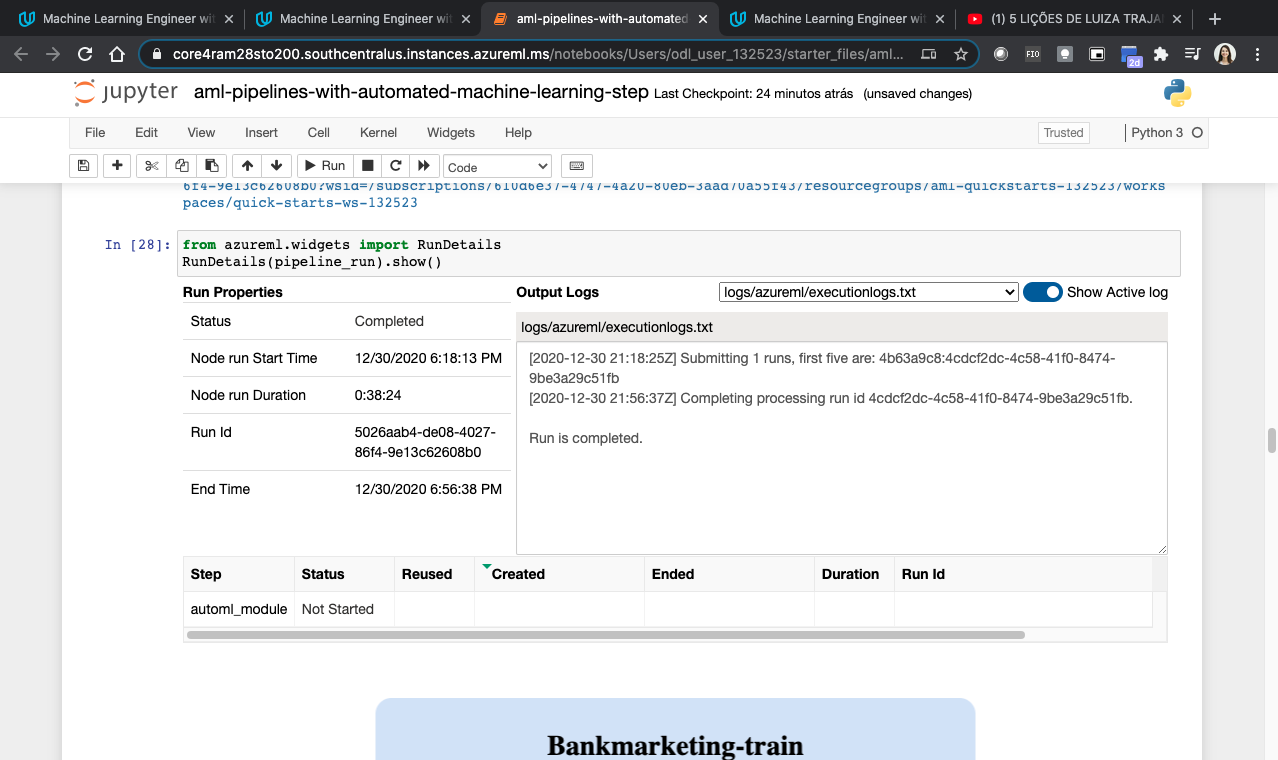 Machine Learning Engineer wit
Machine Learning Engineer wit
aml-pipelines-with-automated
Machine Learning Engineer wit
(1) 5 LIÇÕES DE LUIZA TRAJA
core4ram28sto200.southcentralus.instances.azureml.ms/notebooks/Users/odl_user_132523/starter_files/aml...
FIO
2d
jupyter aml-pipelines-with-automated-machine-learning-step Last Checkpoint: 24 minutos atrás (unsaved changes)
File Edit View Insert Cell Kernel Widgets Help
Trusted
Python 3
Run
Code
6f4-9e13c62608b0?wsid=/subscriptions/610d6e37-4747-4a20-80eb-3aad70a55f43/resourcegroups/aml-quickstarts-132523/works
paces/quick-starts-ws-132523
In [28]: from azureml.widgets import RunDetails
RunDetails(pipeline_run).show()
Run Properties
Status Completed
Node run Start Time 12/30/2020 6:18:13 PM
Node run Duration 0:38:24
Run Id 5026aab4-de08-4027-
86f4-9e13c62608b0
End Time 12/30/2020 6:56:38 PM
Output Logs
logs/azureml/executionlogs.txt
Show Active log
logs/azureml/executionlogs.txt
[2020-12-30 21:18:25Z] Submitting 1 runs, first five are: 4b63a9c8:4cdcf2dc-4c58-41f0-8474-
9be3a29c51fb
[2020-12-30 21:56:37Z] Completing processing run id 4cdcf2dc-4c58-41f0-8474-9be3a29c51fb.
Run is completed.
Step Status Reused Created Ended Duration Run Id
automl_module Not Started
Bankmarketing-train